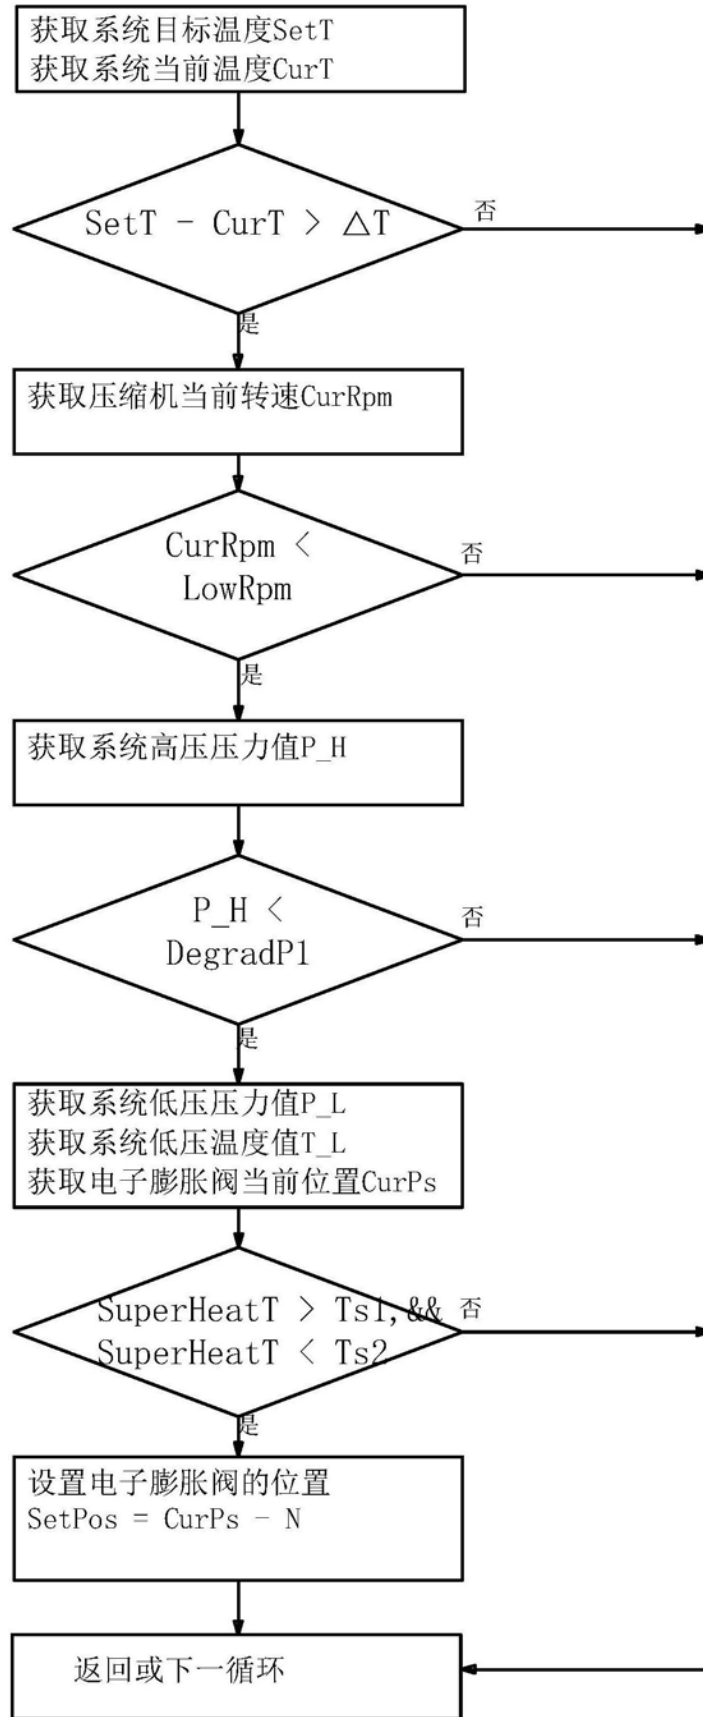 获取系统目标温度SetT
获取系统当前温度CurT
SetT - CurT > △T
否
是
获取压缩机当前转速CurRpm
CurRpm <
LowRpm
否
是
获取系统高压压力值P_H
P_H <
DegradP1
否
是
获取系统低压压力值P_L
获取系统低压温度值T_L
获取电子膨胀阀当前位置CurPs
SuperHeatT > Ts1,&&
SuperHeatT < Ts2
否
是
设置电子膨胀阀的位置
SetPos = CurPs - N
返回或下一循环